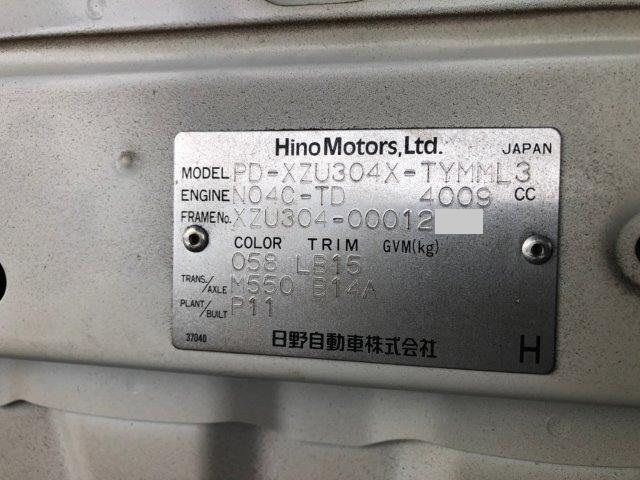 Hino Motors, Ltd. JAPAN
MODEL PD-XZU304X-TYMML3
ENGINE N04C-TD 4009 CC
FRAME No. XZU304-00012
COLOR TRIM GVM(kg)
058 LB15
TRANS./AXLE M550 B14A
PLANT/BUILT P11
37040 日野自動車株式会社 H